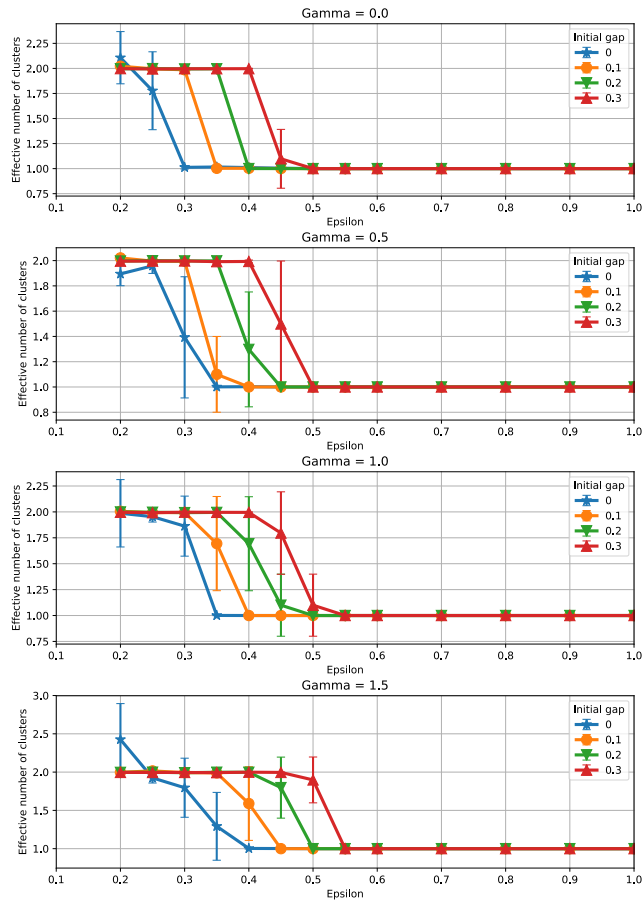 Gamma = 0.0
Effective number of clusters
2.25
2.00
1.75
1.50
1.25
1.00
0.75
0.1 0.2 0.3 0.4 0.5 0.6 0.7 0.8 0.9 1.0
Epsilon
Initial gap
0
0.1
0.2
0.3
Gamma = 0.5
Effective number of clusters
2.0
1.8
1.6
1.4
1.2
1.0
0.8
0.1 0.2 0.3 0.4 0.5 0.6 0.7 0.8 0.9 1.0
Epsilon
Initial gap
0
0.1
0.2
0.3
Gamma = 1.0
Effective number of clusters
2.25
2.00
1.75
1.50
1.25
1.00
0.75
0.1 0.2 0.3 0.4 0.5 0.6 0.7 0.8 0.9 1.0
Epsilon
Initial gap
0
0.1
0.2
0.3
Gamma = 1.5
Effective number of clusters
3.0
2.5
2.0
1.5
1.0
0.1 0.2 0.3 0.4 0.5 0.6 0.7 0.8 0.9 1.0
Epsilon
Initial gap
0
0.1
0.2
0.3